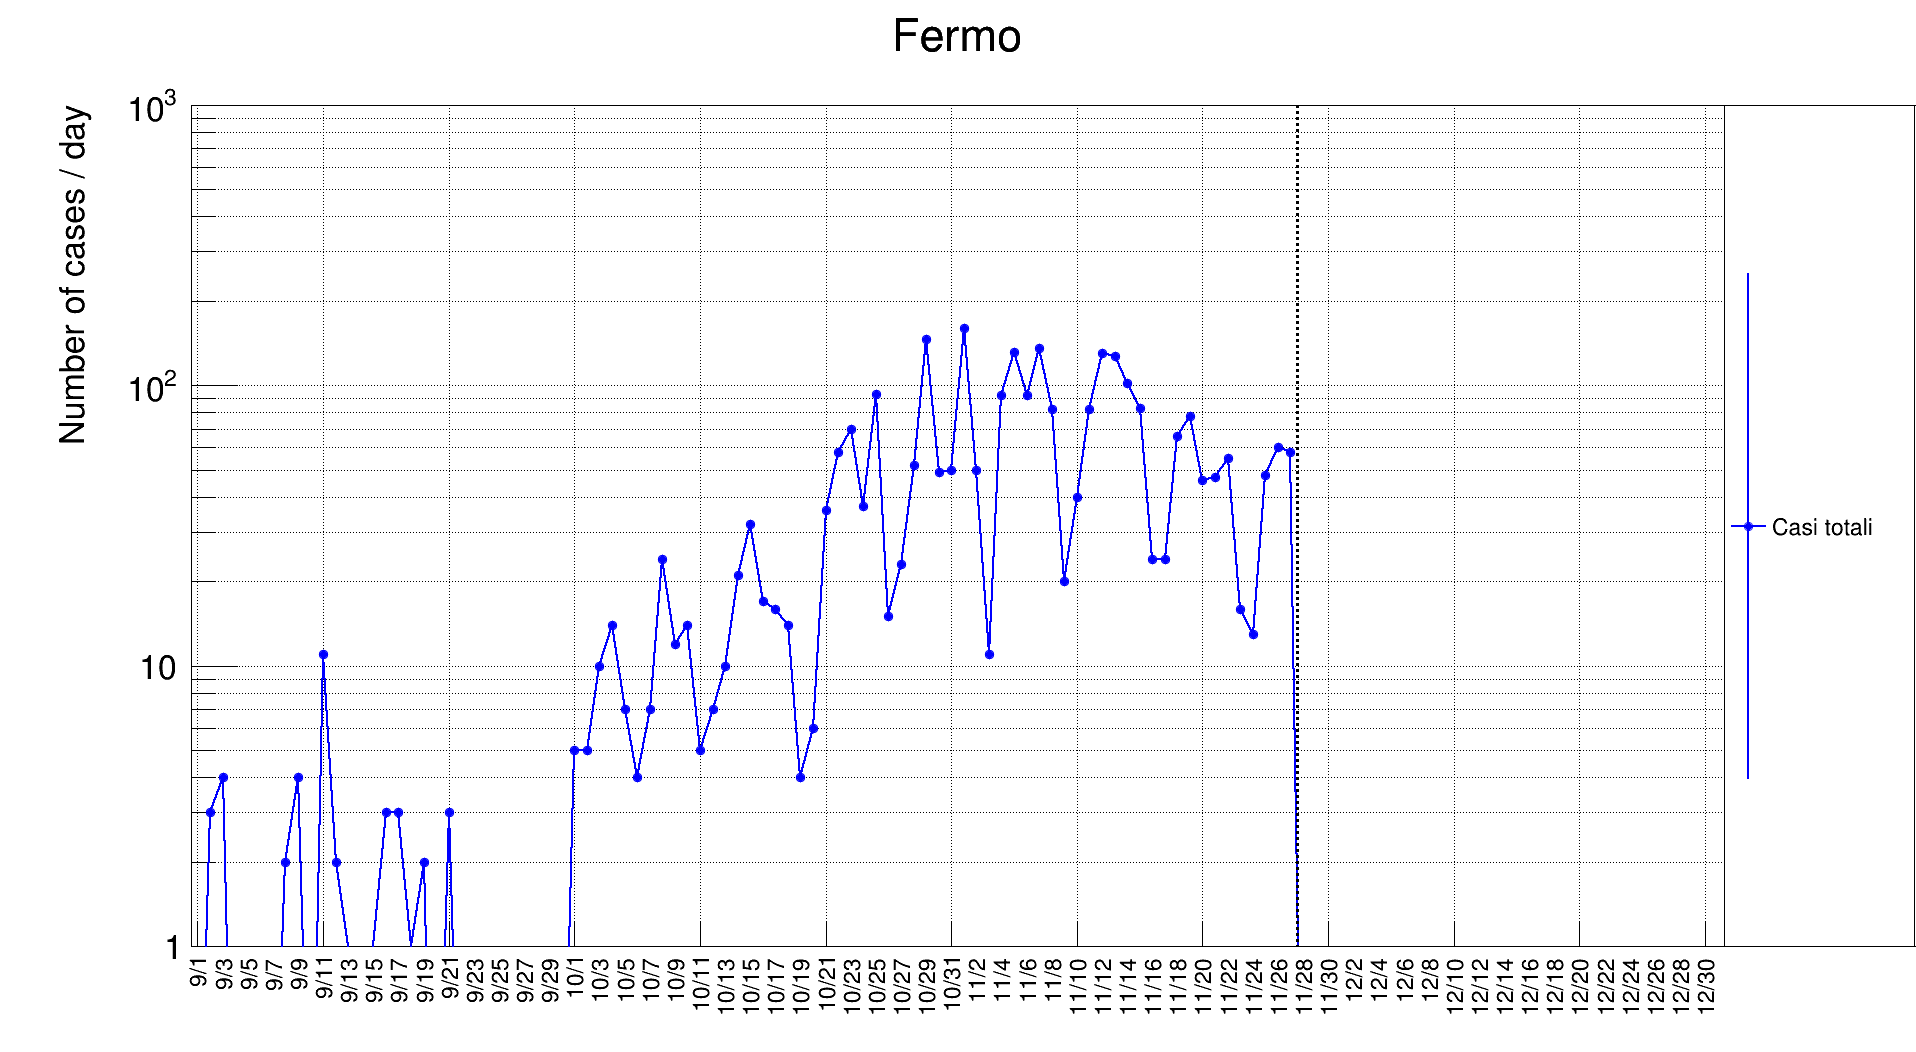 Fermo
Number of cases / day
10³
10²
10
1
9/1 9/3 9/5 9/7 9/9 9/11 9/13 9/15 9/17 9/19 9/21 9/23 9/25 9/27 9/29 10/1 10/3 10/5 10/7 10/9 10/11 10/13 10/15 10/17 10/19 10/21 10/23 10/25 10/27 10/29 10/31 11/2 11/4 11/6 11/8 11/10 11/12 11/14 11/16 11/18 11/20 11/22 11/24 11/26 11/28 11/30 12/2 12/4 12/6 12/8 12/10 12/12 12/14 12/16 12/18 12/20 12/22 12/24 12/26 12/28 12/30
Casi totali